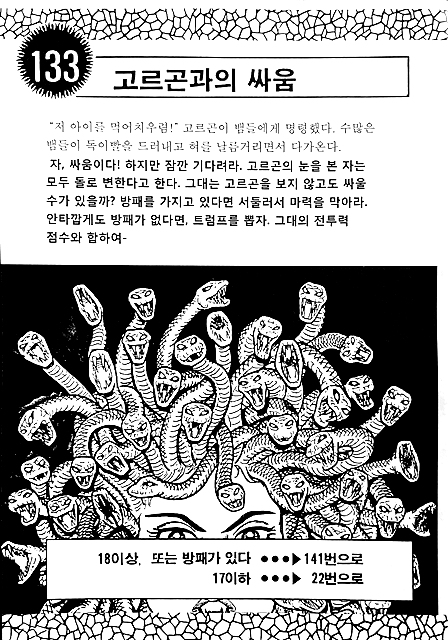 133
고르곤과의 싸움
“저 아이를 먹어치우렴!” 고르곤이 뱀들에게 명령했다. 수많은
뱀들이 독이빨을 드러내고 혀를 날름거리면서 다가온다.
자, 싸움이다! 하지만 잠깐 기다려라. 고르곤의 눈을 본 자는
모두 돌로 변한다고 한다. 그대는 고르곤을 보지 않고도 싸울
수가 있을까? 방패를 가지고 있다면 서둘러서 마력을 막아라.
안타깝게도 방패가 없다면, 트럼프를 뽑자. 그대의 전투력
점수와 합하여-
18이상, 또는 방패가 있다 ●●●▶141번으로
17이하 ●●●▶ 22번으로